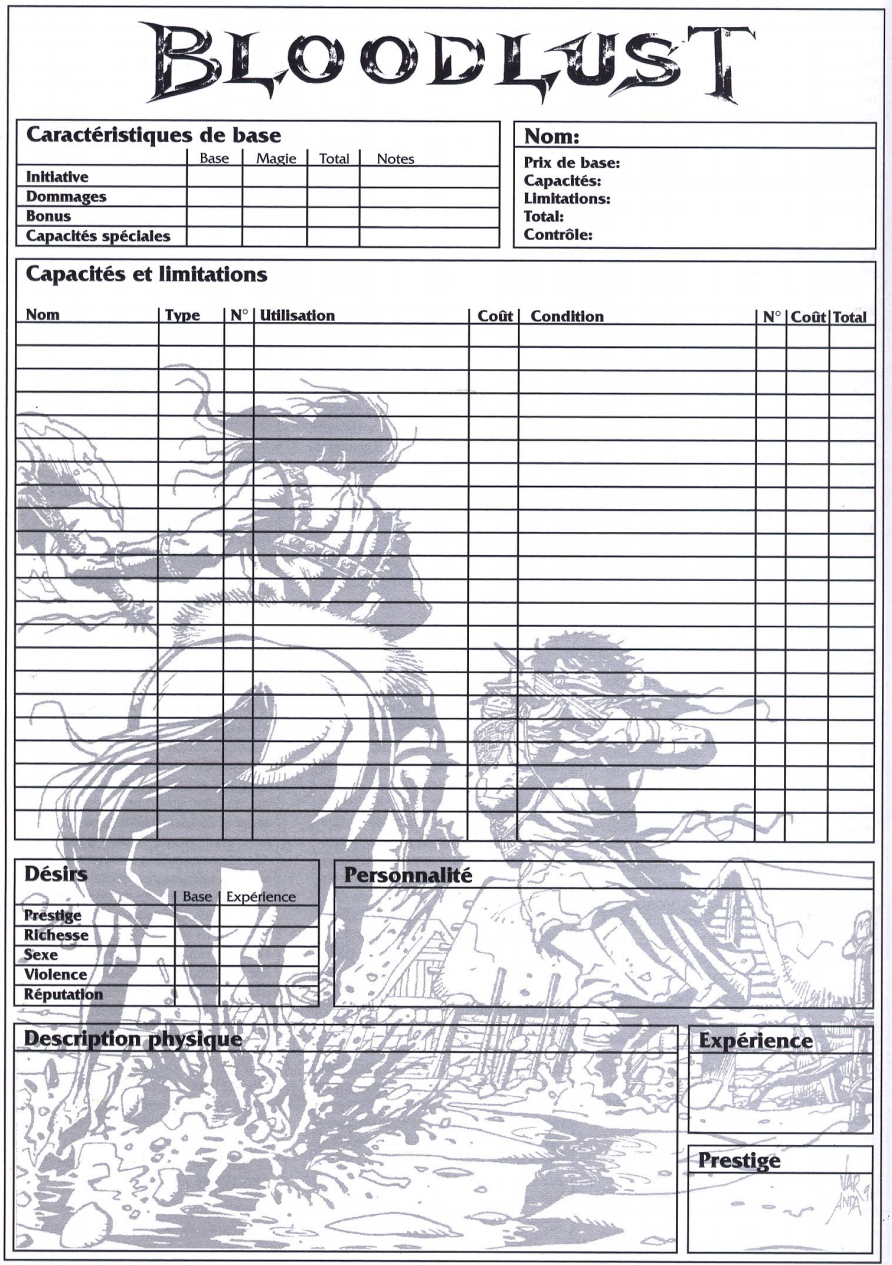 BLOODLUST
Caractéristiques de base
Base Magie Total Notes
Initiative
Dommages
Bonus
Capacités spéciales
Nom:
Prix de base:
Capacités:
Limitations:
Total:
Contrôle:
Capacités et limitations
Nom Type N° Utilisation Coût Condition N° Coût Total
Désirs
Base Expérience
Prestige
Richesse
Sexe
Violence
Réputation
Personnalité
Description physique
Expérience
Prestige
VAR
ANDA